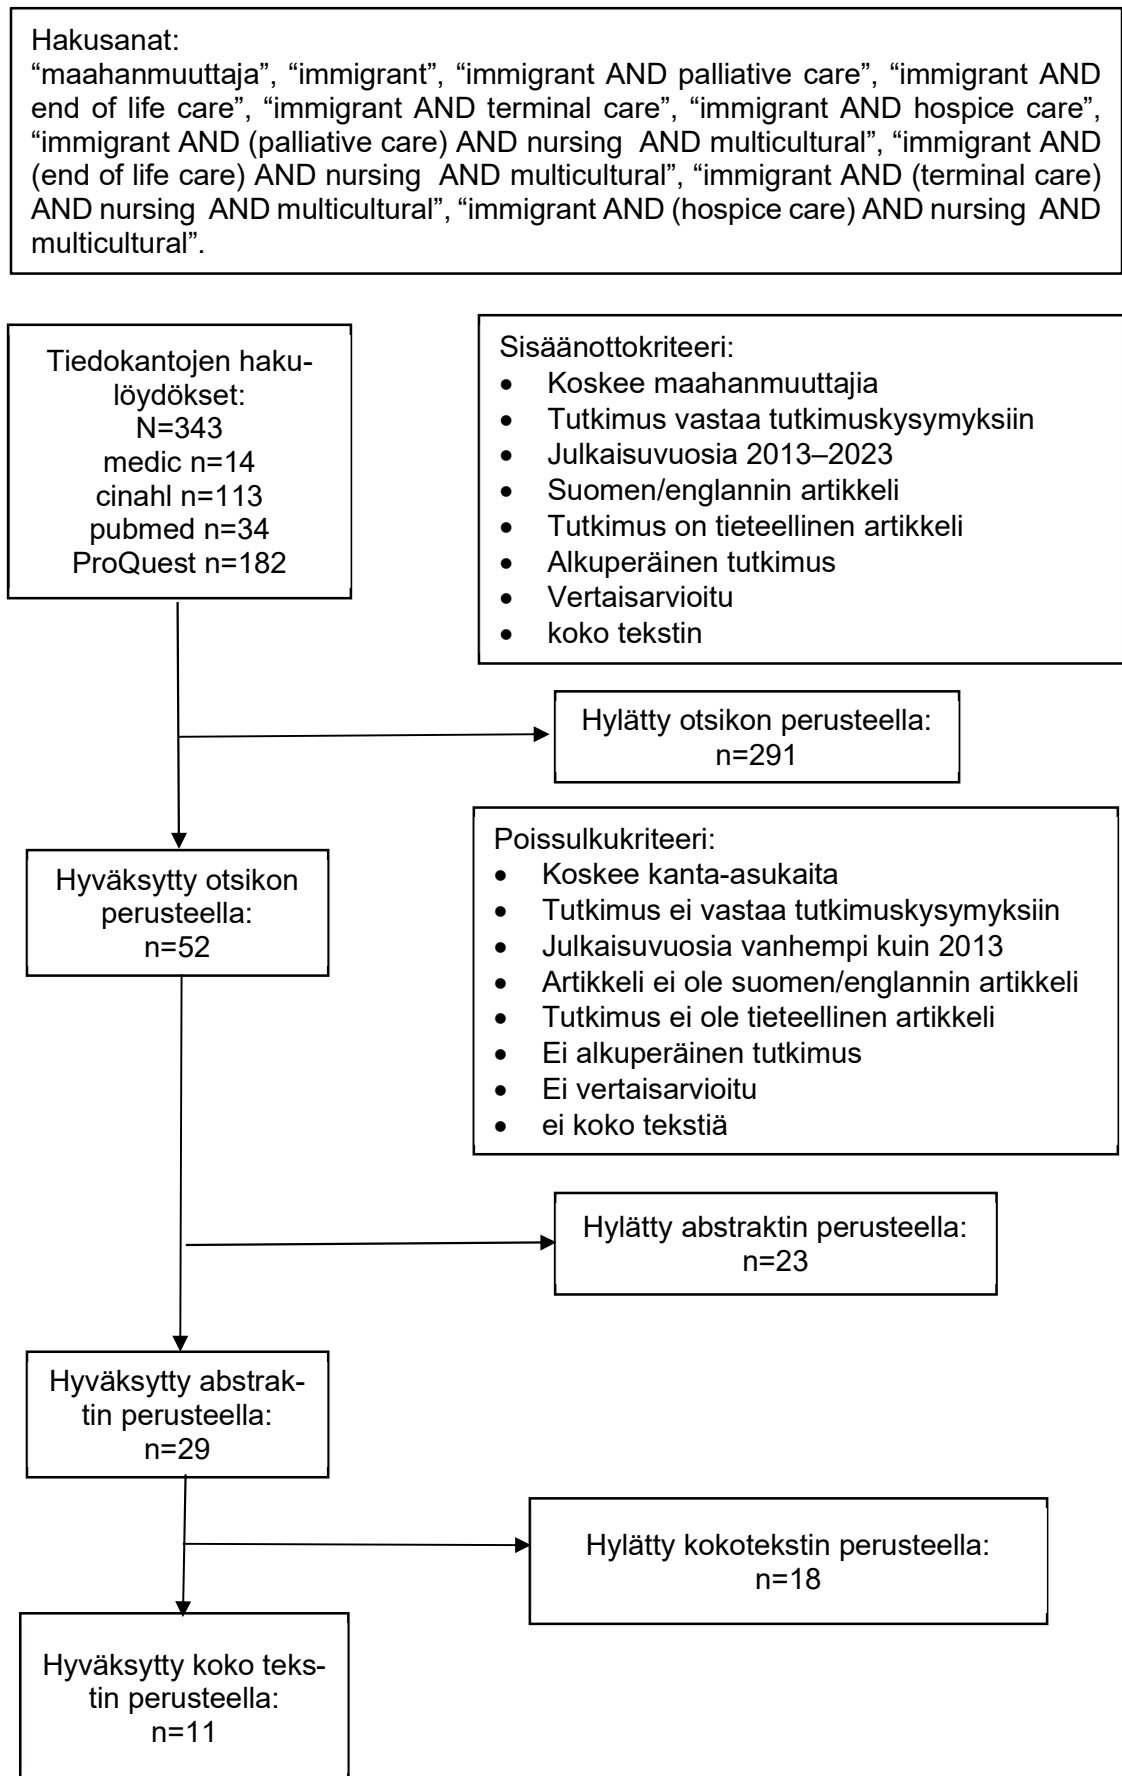 Hakusanat:
“maahanmuuttaja”, “immigrant”, “immigrant AND palliative care”, “immigrant AND
end of life care”, “immigrant AND terminal care”, “immigrant AND hospice care”,
“immigrant AND (palliative care) AND nursing AND multicultural”, “immigrant AND
(end of life care) AND nursing AND multicultural”, “immigrant AND (terminal care)
AND nursing AND multicultural”, “immigrant AND (hospice care) AND nursing AND
multicultural”.
Tiedokantojen haku-
löydökset:
N=343
medic n=14
cinahl n=113
pubmed n=34
ProQuest n=182
Sisäänottokriteeri:
• Koskee maahanmuuttajia
• Tutkimus vastaa tutkimuskysymyksiin
• Julkaisuvuosia 2013–2023
• Suomen/englannin artikkeli
• Tutkimus on tieteellinen artikkeli
• Alkuperäinen tutkimus
• Vertaisarvioitu
• koko tekstin
Hylätty otsikon perusteella:
n=291
Hyväksytty otsikon
perusteella:
n=52
Poissulkukriteeri:
• Koskee kanta-asukaita
• Tutkimus ei vastaa tutkimuskysymyksiin
• Julkaisuvuosia vanhempi kuin 2013
• Artikkeli ei ole suomen/englannin artikkeli
• Tutkimus ei ole tieteellinen artikkeli
• Ei alkuperäinen tutkimus
• Ei vertaisarvioitu
• ei koko tekstiä
Hylätty abstraktin perusteella:
n=23
Hyväksytty abstrak-
tin perusteella:
n=29
Hylätty kokotekstin perusteella:
n=18
Hyväksytty koko teks-
tin perusteella:
n=11